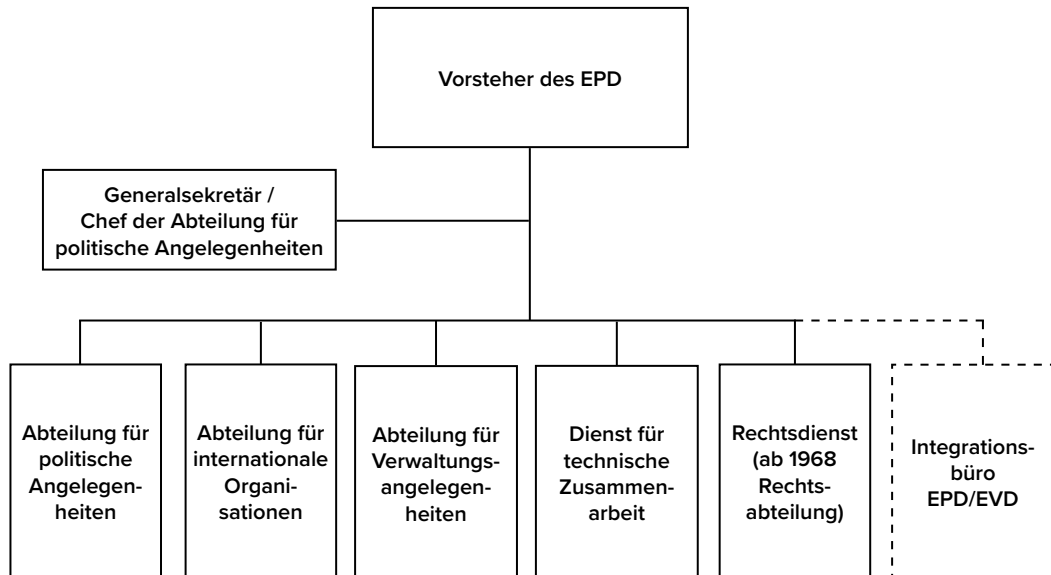 Vorsteher des EPD
Generalsekretär /
Chef der Abteilung für
politische Angelegenheiten
Abteilung für
politische
Angelegen-
heiten
Abteilung für
internationale
Organi-
sationen
Abteilung für
Verwaltungs-
angelegen-
heiten
Dienst für
technische
Zusammen-
arbeit
Rechtsdienst
(ab 1968
Rechts-
abteilung)
Integrations-
büro
EPD/EVD